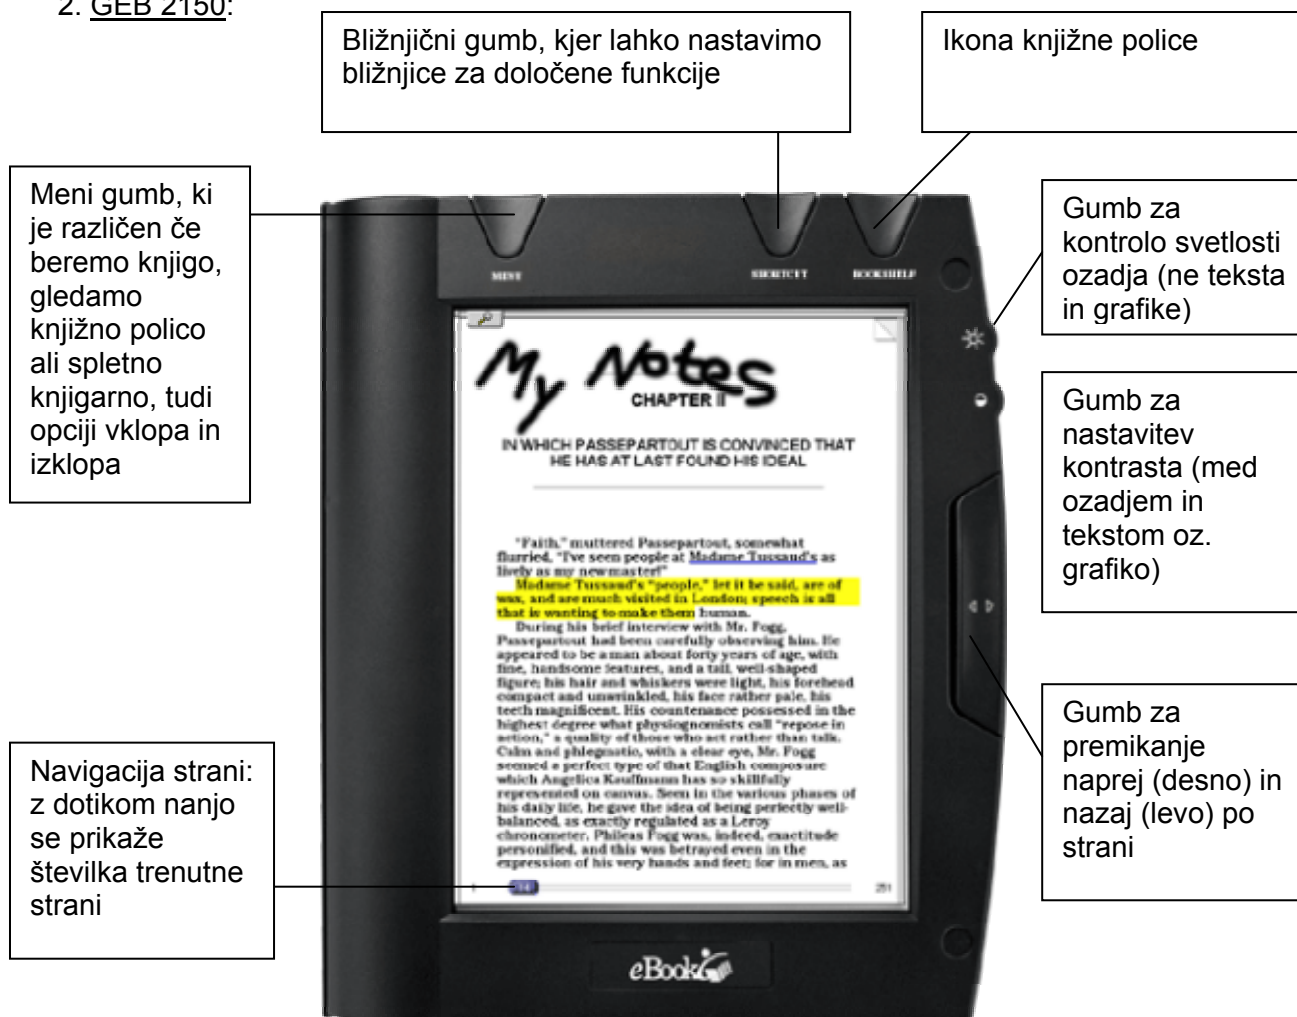 2. GEB 2150:
Bližnjični gumb, kjer lahko nastavimo
bližnjice za določene funkcije
Ikona knjižne police
Meni gumb, ki
je različen če
beremo knjigo,
gledamo
knjižno polico
ali spletno
knjigarno, tudi
opciji vklopa in
izklopa
Gumb za
kontrolo svetlosti
ozadja (ne teksta
in grafike)
Gumb za
nastavitev
kontrasta (med
ozadjem in
tekstom oz.
grafiko)
Gumb za
premikanje
naprej (desno) in
nazaj (levo) po
strani
Navigacija strani:
z dotikom nanjo
se prikaže
številka trenutne
strani
MENU
SHORTCUT
BOOKSHELF
My Notes
CHAPTER II
IN WHICH PASSEPARTOUT IS CONVINCED THAT
HE HAS AT LAST FOUND HIS IDEAL
"Faith," muttered Passepartout, somewhat
flurried, "I've seen people at Madame Tussaud's as
lively as my new master!"
Madame Tussaud's "people," let it be said, are of
wax, and are much visited in London; speech is all
that is wanting to make them human.
During his brief interview with Mr. Fogg,
Passepartout had been carefully observing him. He
appeared to be a man about forty years of age, with
fine, handsome features, and a tall, well-shaped
figure; his hair and whiskers were light, his forehead
compact and unwrinkled, his face rather pale, his
teeth magnificent. His countenance possessed in the
highest degree what physiognomists call "repose in
action," a quality of those who act rather than talk.
Calm and phlegmatic, with a clear eye, Mr. Fogg
seemed a perfect type of that English composure
which Angelica Kauffmann has so skillfully
represented on canvas. Seen in the various phases of
his daily life, he gave the idea of being perfectly well-
balanced, as exactly regulated as a Leroy
chronometer. Phileas Fogg was, indeed, exactitude
personified, and this was betrayed even in the
expression of his very hands and feet; for in men, as
1 14 251
eBook